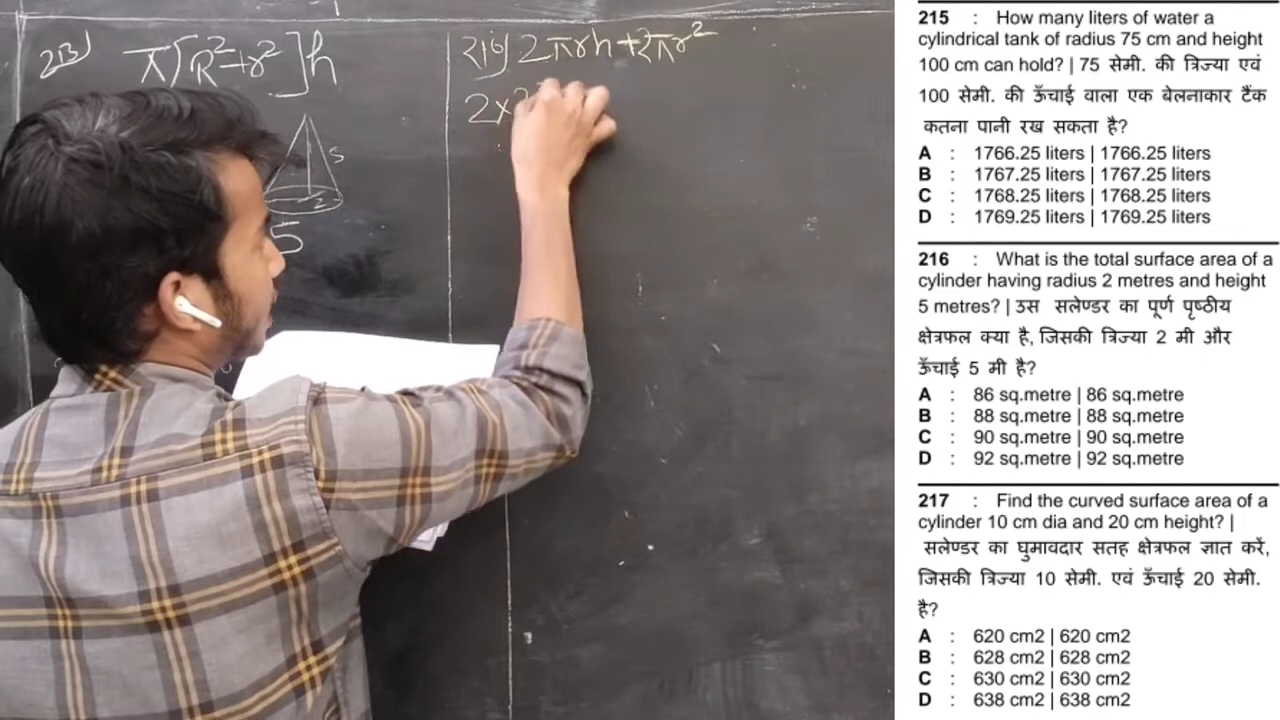 213) π[R²+r²]h
5
2
5
216) 2πrh+2πr²
2×
215 : How many liters of water a
cylindrical tank of radius 75 cm and height
100 cm can hold? | 75 सेमी. की त्रिज्या एवं
100 सेमी. की ऊँचाई वाला एक बेलनाकार टैंक
कतना पानी रख सकता है?
A : 1766.25 liters | 1766.25 liters
B : 1767.25 liters | 1767.25 liters
C : 1768.25 liters | 1768.25 liters
D : 1769.25 liters | 1769.25 liters
216 : What is the total surface area of a
cylinder having radius 2 metres and height
5 metres? | उस सलेण्डर का पूर्ण पृष्ठीय
क्षेत्रफल क्या है, जिसकी त्रिज्या 2 मी और
ऊँचाई 5 मी है?
A : 86 sq.metre | 86 sq.metre
B : 88 sq.metre | 88 sq.metre
C : 90 sq.metre | 90 sq.metre
D : 92 sq.metre | 92 sq.metre
217 : Find the curved surface area of a
cylinder 10 cm dia and 20 cm height? |
सलेण्डर का घुमावदार सतह क्षेत्रफल ज्ञात करें,
जिसकी त्रिज्या 10 सेमी. एवं ऊँचाई 20 सेमी.
है?
A : 620 cm2 | 620 cm2
B : 628 cm2 | 628 cm2
C : 630 cm2 | 630 cm2
D : 638 cm2 | 638 cm2